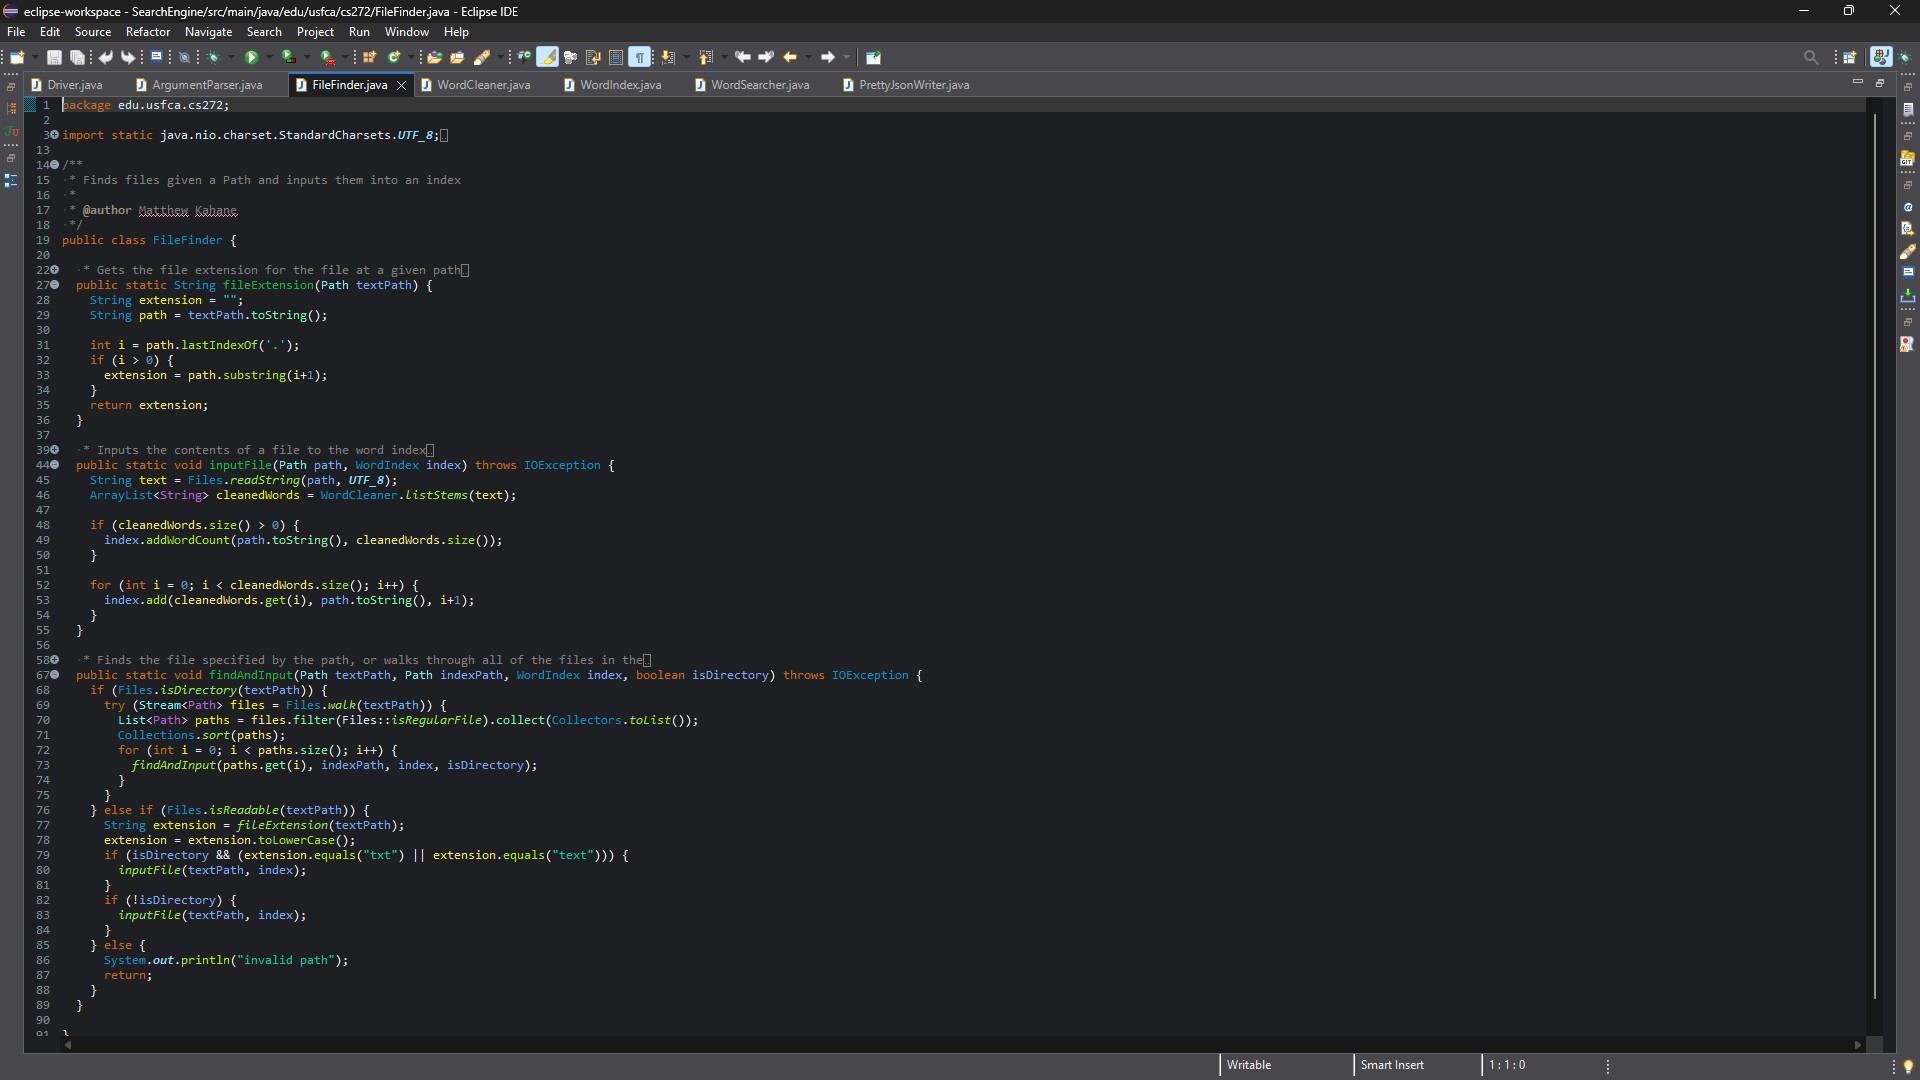 eclipse-workspace - SearchEngine/src/main/java/edu/usfca/cs272/FileFinder.java - Eclipse IDE
File Edit Source Refactor Navigate Search Project Run Window Help
Driver.java ArgumentParser.java FileFinder.java WordCleaner.java WordIndex.java WordSearcher.java PrettyJsonWriter.java
1 package edu.usfca.cs272;
2
3 import static java.nio.charset.StandardCharsets.UTF_8;
13
14 /**
15 * Finds files given a Path and inputs them into an index
16 *
17 * @author Matthew Kahane
18 */
19 public class FileFinder {
20
22 * Gets the file extension for the file at a given path
27 public static String fileExtension(Path textPath) {
28 String extension = "";
29 String path = textPath.toString();
30
31 int i = path.lastIndexOf('.');
32 if (i > 0) {
33 extension = path.substring(i+1);
34 }
35 return extension;
36 }
37
39 * Inputs the contents of a file to the word index
44 public static void inputFile(Path path, WordIndex index) throws IOException {
45 String text = Files.readString(path, UTF_8);
46 ArrayList<String> cleanedWords = WordCleaner.listStems(text);
47
48 if (cleanedWords.size() > 0) {
49 index.addWordCount(path.toString(), cleanedWords.size());
50 }
51
52 for (int i = 0; i < cleanedWords.size(); i++) {
53 index.add(cleanedWords.get(i), path.toString(), i+1);
54 }
55 }
56
58 * Finds the file specified by the path, or walks through all of the files in the
67 public static void findAndInput(Path textPath, Path indexPath, WordIndex index, boolean isDirectory) throws IOException {
68 if (Files.isDirectory(textPath)) {
69 try (Stream<Path> files = Files.walk(textPath)) {
70 List<Path> paths = files.filter(Files::isRegularFile).collect(Collectors.toList());
71 Collections.sort(paths);
72 for (int i = 0; i < paths.size(); i++) {
73 findAndInput(paths.get(i), indexPath, index, isDirectory);
74 }
75 }
76 } else if (Files.isReadable(textPath)) {
77 String extension = fileExtension(textPath);
78 extension = extension.toLowerCase();
79 if (isDirectory && (extension.equals("txt") || extension.equals("text"))) {
80 inputFile(textPath, index);
81 }
82 if (!isDirectory) {
83 inputFile(textPath, index);
84 }
85 } else {
86 System.out.println("invalid path");
87 return;
88 }
89 }
90
91 }
Writable Smart Insert 1 : 1 : 0